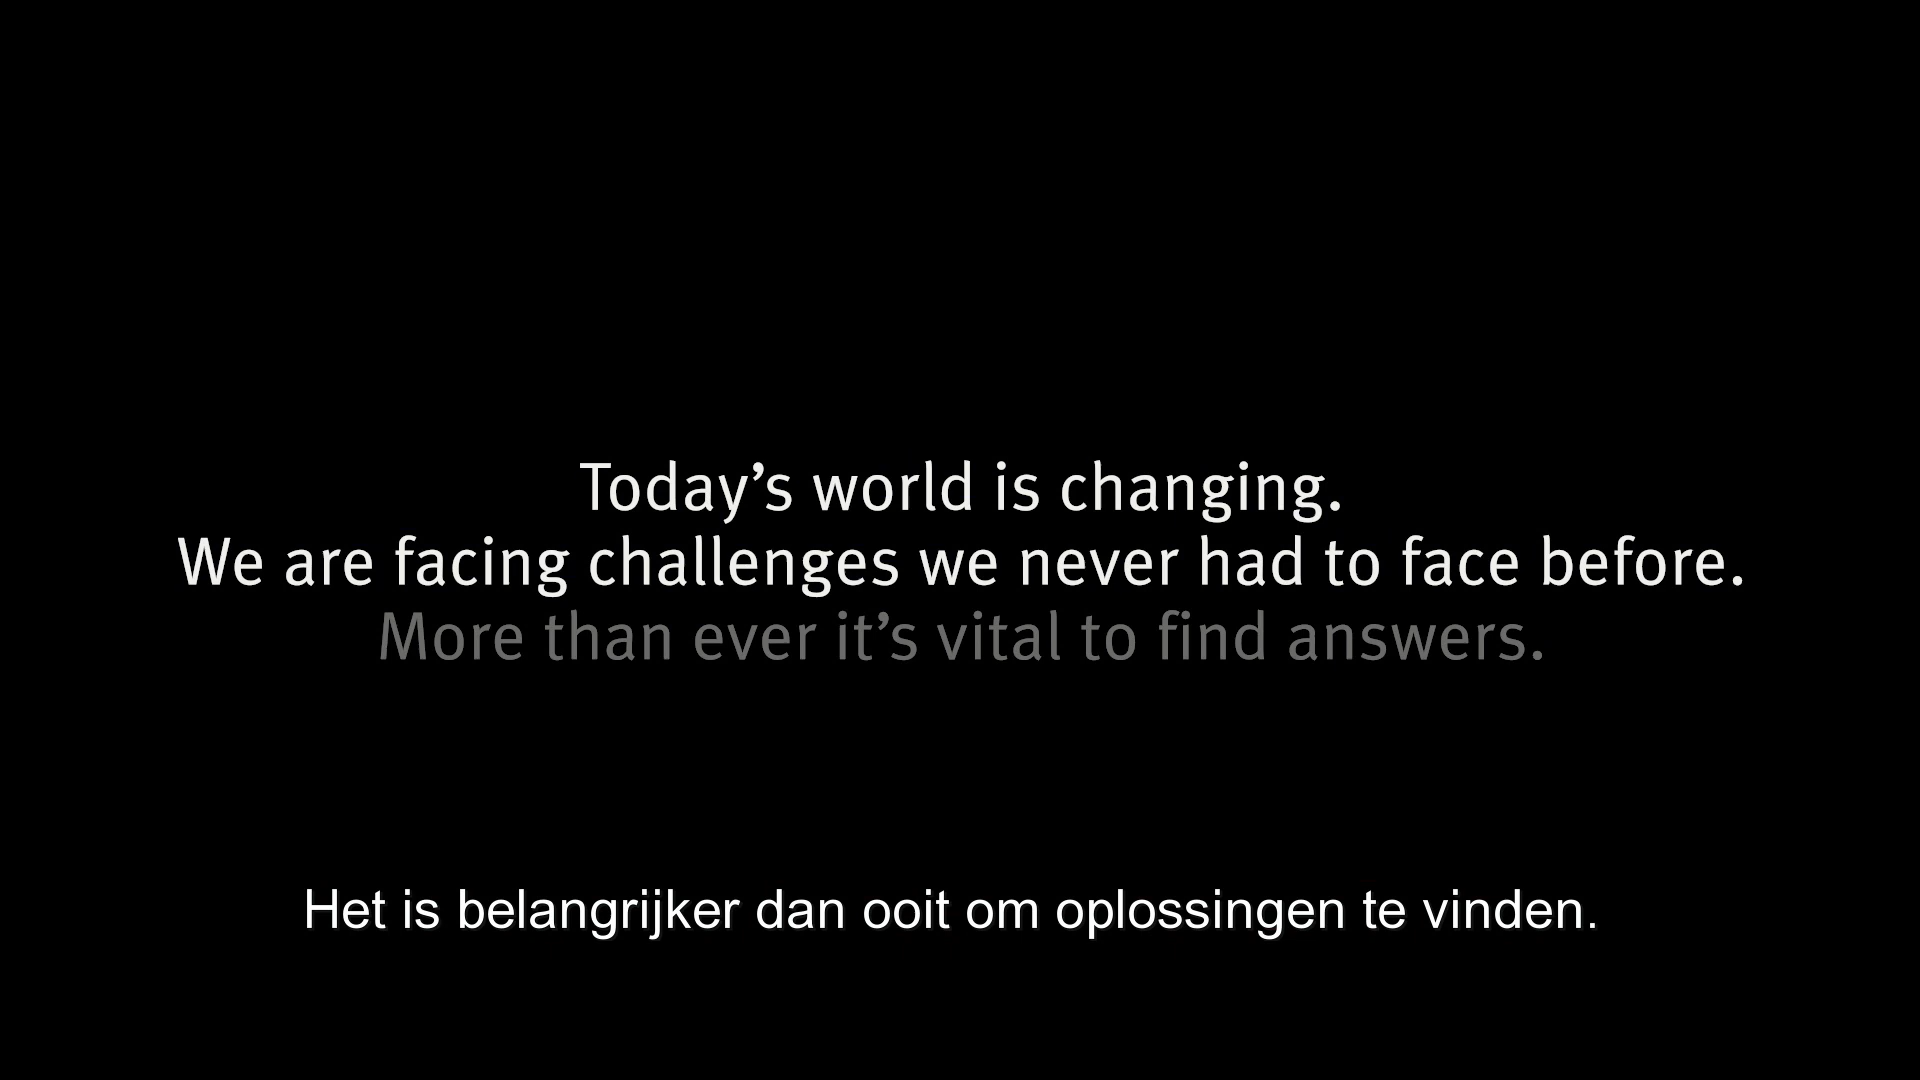 Today’s world is changing.
We are facing challenges we never had to face before.
More than ever it’s vital to find answers.
Het is belangrijker dan ooit om oplossingen te vinden.